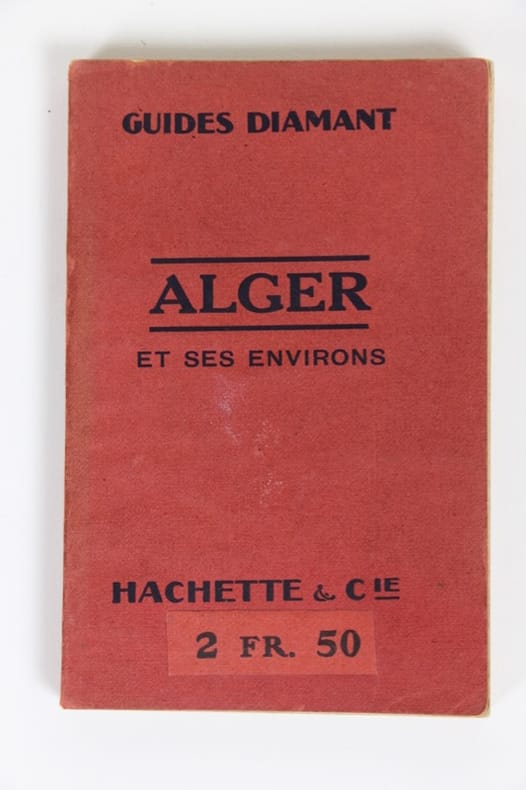 GUIDES DIAMANT
ALGER
ET SES ENVIRONS
HACHETTE & CIE
2 FR. 50